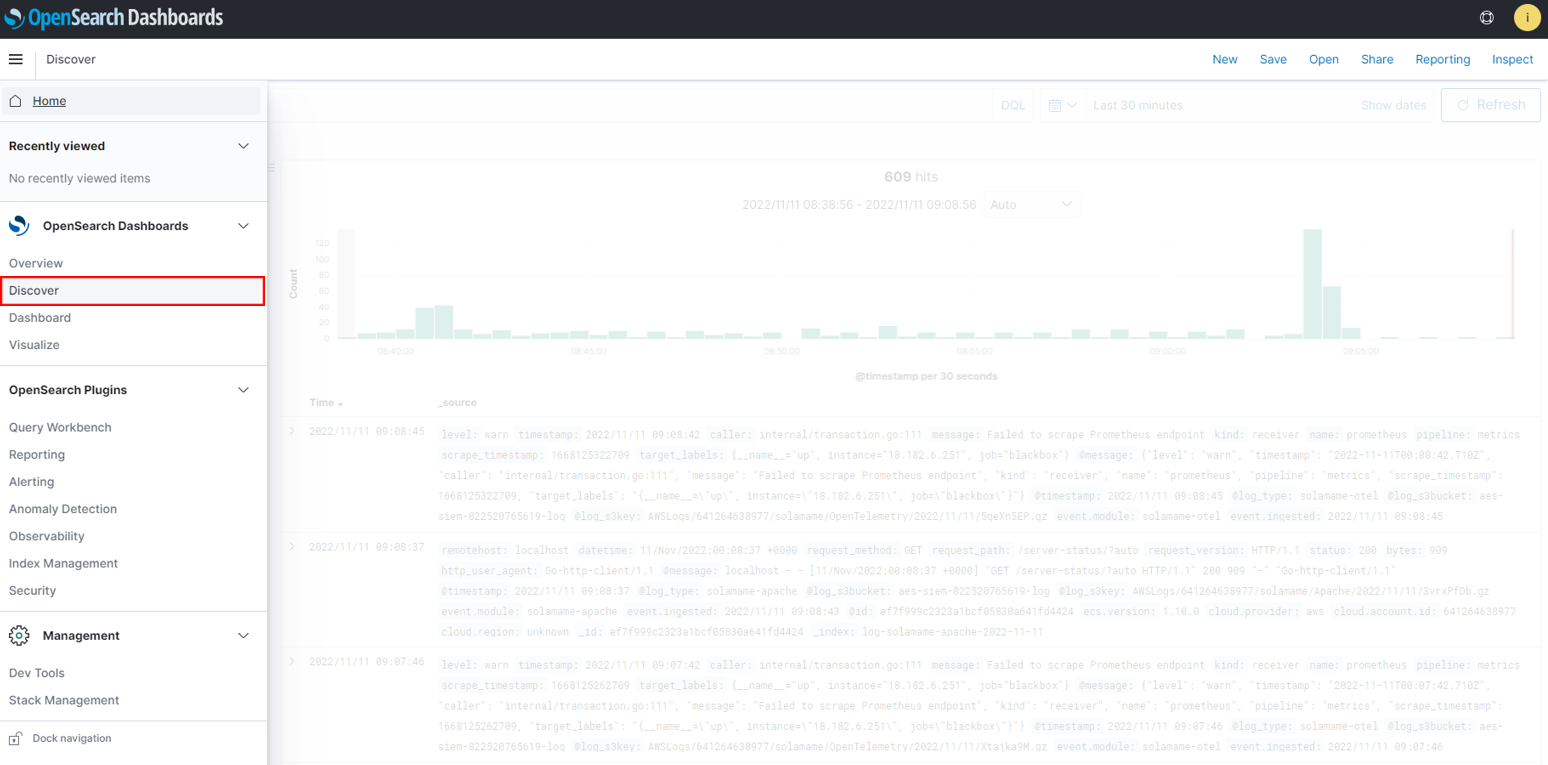 OpenSearch Dashboards
i
Discover
New Save Open Share Reporting Inspect
Home
DQL Last 30 minutes Show dates Refresh
Recently viewed
No recently viewed items
OpenSearch Dashboards
Overview
Discover
Dashboard
Visualize
OpenSearch Plugins
Query Workbench
Reporting
Alerting
Anomaly Detection
Observability
Index Management
Security
Management
Dev Tools
Stack Management
Dock navigation
609 hits
2022/11/11 08:38:56 - 2022/11/11 09:08:56 Auto
Count
120
100
80
60
40
20
0
08:40:00 08:45:00 08:50:00 08:55:00 09:00:00 09:05:00
@timestamp per 30 seconds
Time _source
2022/11/11 09:08:45 level: warn timestamp: 2022/11/11 09:08:42 caller: internal/transaction.go:111 message: Failed to scrape Prometheus endpoint kind: receiver name: prometheus pipeline: metrics
scrape_timestamp: 1668125322709 target_labels: {__name__="up", instance="18.182.6.251", job="blackbox"} @message: {"level": "warn", "timestamp": "2022-11-11T00:08:42.710Z",
"caller": "internal/transaction.go:111", "message": "Failed to scrape Prometheus endpoint", "kind": "receiver", "name": "prometheus", "pipeline": "metrics", "scrape_timestamp":
1668125322709, "target_labels": "{__name__=\"up\", instance=\"18.182.6.251\", job=\"blackbox\"}"} @timestamp: 2022/11/11 09:08:45 @log_type: solamame-otel @log_s3bucket: aes-
siem-822520765619-log @log_s3key: AWSLogs/641264638977/solamame/OpenTelemetry/2022/11/11/5qeXn5EP.gz event.module: solamame-otel event.ingested: 2022/11/11 09:08:45
2022/11/11 09:08:37 remotehost: localhost datetime: 11/Nov/2022:00:08:37 +0000 request_method: GET request_path: /server-status/?auto request_version: HTTP/1.1 status: 200 bytes: 909
http_user_agent: Go-http-client/1.1 @message: localhost - - [11/Nov/2022:00:08:37 +0000] "GET /server-status/?auto HTTP/1.1" 200 909 "-" "Go-http-client/1.1"
@timestamp: 2022/11/11 09:08:37 @log_type: solamame-apache @log_s3bucket: aes-siem-822520765619-log @log_s3key: AWSLogs/641264638977/solamame/Apache/2022/11/11/3vrxPfDb.gz
event.module: solamame-apache event.ingested: 2022/11/11 09:08:43 @id: ef7f999c2323a1bcf05830a641fd4424 ecs.version: 1.10.0 cloud.provider: aws cloud.account.id: 641264638977
cloud.region: unknown _id: ef7f999c2323a1bcf05830a641fd4424 _index: log-solamame-apache-2022-11-11
2022/11/11 09:07:46 level: warn timestamp: 2022/11/11 09:07:42 caller: internal/transaction.go:111 message: Failed to scrape Prometheus endpoint kind: receiver name: prometheus pipeline: metrics
scrape_timestamp: 1668125262709 target_labels: {__name__="up", instance="18.182.6.251", job="blackbox"} @message: {"level": "warn", "timestamp": "2022-11-11T00:07:42.710Z",
"caller": "internal/transaction.go:111", "message": "Failed to scrape Prometheus endpoint", "kind": "receiver", "name": "prometheus", "pipeline": "metrics", "scrape_timestamp":
1668125262709, "target_labels": "{__name__=\"up\", instance=\"18.182.6.251\", job=\"blackbox\"}"} @timestamp: 2022/11/11 09:07:46 @log_type: solamame-otel @log_s3bucket: aes-
siem-822520765619-log @log_s3key: AWSLogs/641264638977/solamame/OpenTelemetry/2022/11/11/Xtajka9M.gz event.module: solamame-otel event.ingested: 2022/11/11 09:07:46